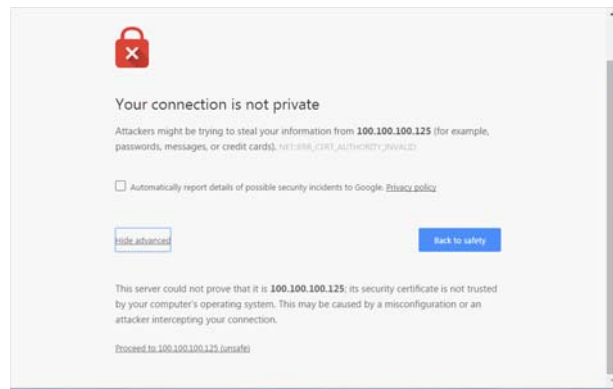 Your connection is not private
Attackers might be trying to steal your information from 100.100.100.125 (for example,
passwords, messages, or credit cards). NET::ERR_CERT_AUTHORITY_INVALID
Automatically report details of possible security incidents to Google. Privacy policy
Hide advanced
Back to safety
This server could not prove that it is 100.100.100.125; its security certificate is not trusted
by your computer's operating system. This may be caused by a misconfiguration or an
attacker intercepting your connection.
Proceed to 100.100.100.125 (unsafe)